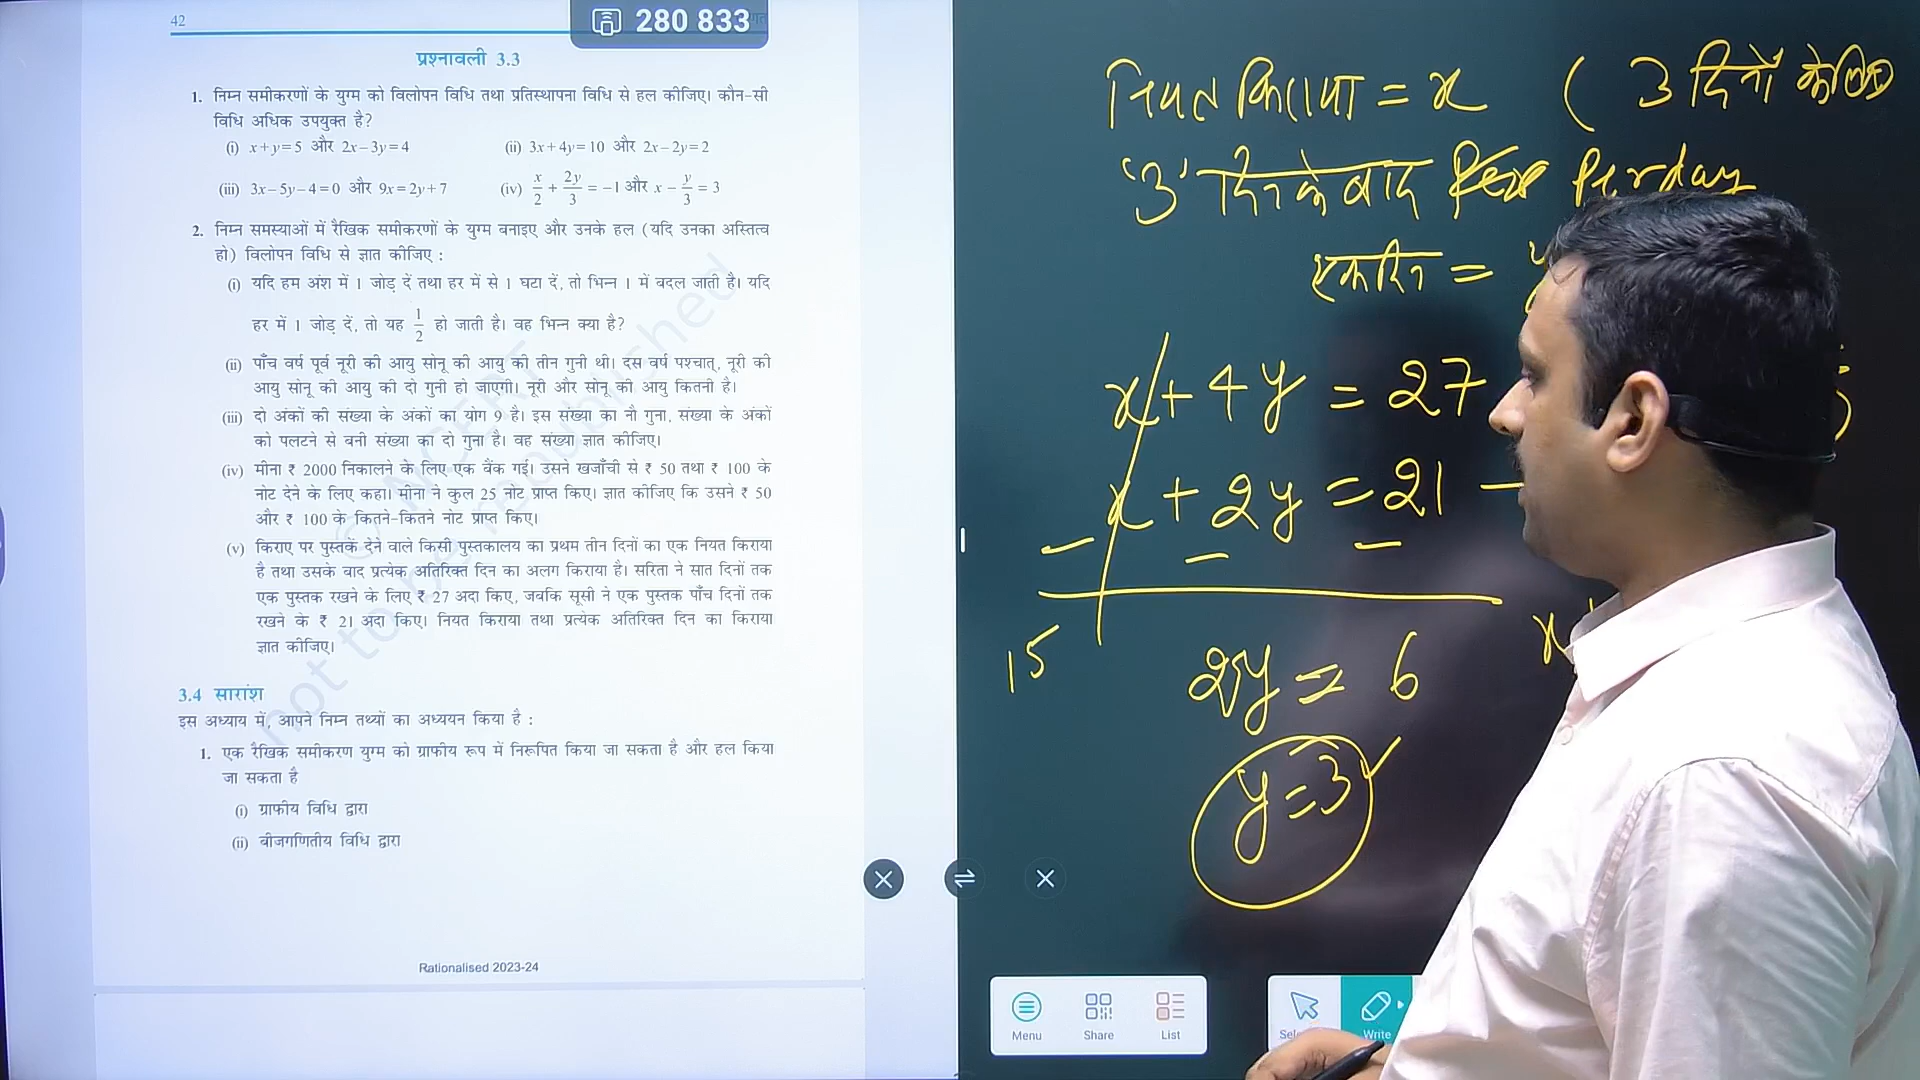 42
280 833
प्रश्नावली 3.3
1. निम्न समीकरणों के युग्म को विलोपन विधि तथा प्रतिस्थापना विधि से हल कीजिए। कौन-सी
विधि अधिक उपयुक्त है?
(i) x+y=5 और 2x–3y=4
(ii) 3x+4y=10 और 2x–2y=2
(iii) 3x–5y–4=0 और 9x=2y+7
(iv) x/2 + 2y/3 = –1 और x – y/3 = 3
2. निम्न समस्याओं में रैखिक समीकरणों के युग्म बनाइए और उनके हल (यदि उनका अस्तित्व
हो) विलोपन विधि से ज्ञात कीजिए :
(i) यदि हम अंश में 1 जोड़ दें तथा हर में से 1 घटा दें, तो भिन्न 1 में बदल जाती है। यदि
हर में 1 जोड़ दें, तो यह 1/2 हो जाती है। वह भिन्न क्या है?
(ii) पाँच वर्ष पूर्व नूरी की आयु सोनू की आयु की तीन गुनी थी। दस वर्ष पश्चात्, नूरी की
आयु सोनू की आयु की दो गुनी हो जाएगी। नूरी और सोनू की आयु कितनी है।
(iii) दो अंकों की संख्या के अंकों का योग 9 है। इस संख्या का नौ गुना, संख्या के अंकों
को पलटने से बनी संख्या का दो गुना है। वह संख्या ज्ञात कीजिए।
(iv) मीना ₹ 2000 निकालने के लिए एक बैंक गई। उसने खजाँची से ₹ 50 तथा ₹ 100 के
नोट देने के लिए कहा। मीना ने कुल 25 नोट प्राप्त किए। ज्ञात कीजिए कि उसने ₹ 50
और ₹ 100 के कितने-कितने नोट प्राप्त किए।
(v) किराए पर पुस्तकें देने वाले किसी पुस्तकालय का प्रथम तीन दिनों का एक नियत किराया
है तथा उसके बाद प्रत्येक अतिरिक्त दिन का अलग किराया है। सरिता ने सात दिनों तक
एक पुस्तक रखने के लिए ₹ 27 अदा किए, जबकि सूसी ने एक पुस्तक पाँच दिनों तक
रखने के ₹ 21 अदा किए। नियत किराया तथा प्रत्येक अतिरिक्त दिन का किराया
ज्ञात कीजिए।
3.4 सारांश
इस अध्याय में, आपने निम्न तथ्यों का अध्ययन किया है :
1. एक रैखिक समीकरण युग्म को ग्राफीय रूप में निरूपित किया जा सकता है और हल किया
जा सकता है
(i) ग्राफीय विधि द्वारा
(ii) बीजगणितीय विधि द्वारा
Rationalised 2023-24
© NCERT
not to be republished
नियत किराया = x ( 3 दिनों के लिए
'3' दिन के बाद Per day
= y
x + 4y = 27
x + 2y = 21 –
– – –
15
2y = 6
x
y = 3
Menu
Share
List
Write